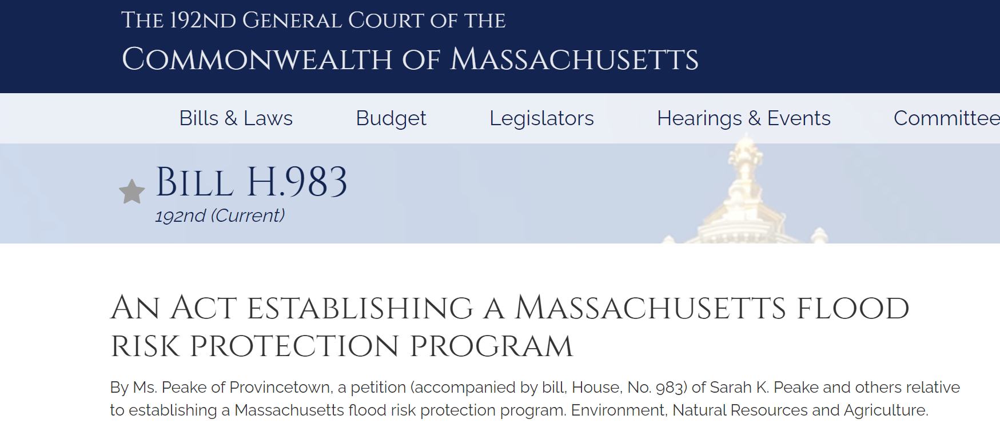 The 192nd General Court of the
Commonwealth of Massachusetts
Bills & Laws Budget Legislators Hearings & Events Committee
Bill H.983
192nd (Current)
An Act establishing a Massachusetts flood
risk protection program
By Ms. Peake of Provincetown, a petition (accompanied by bill, House, No. 983) of Sarah K. Peake and others relative
to establishing a Massachusetts flood risk protection program. Environment, Natural Resources and Agriculture.